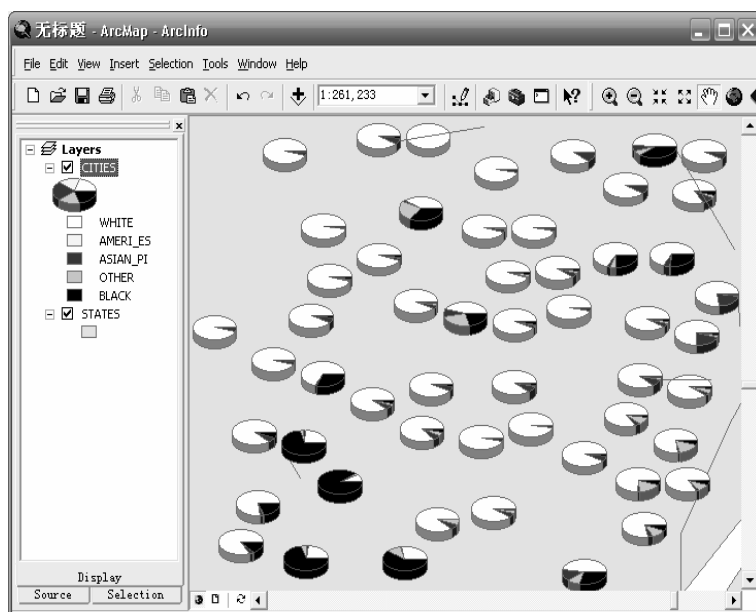 无标题 - ArcMap - ArcInfo
File Edit View Insert Selection Tools Window Help
1:261,233
Layers
CITIES
WHITE
AMERI_ES
ASIAN_PI
OTHER
BLACK
STATES
Display
Source Selection